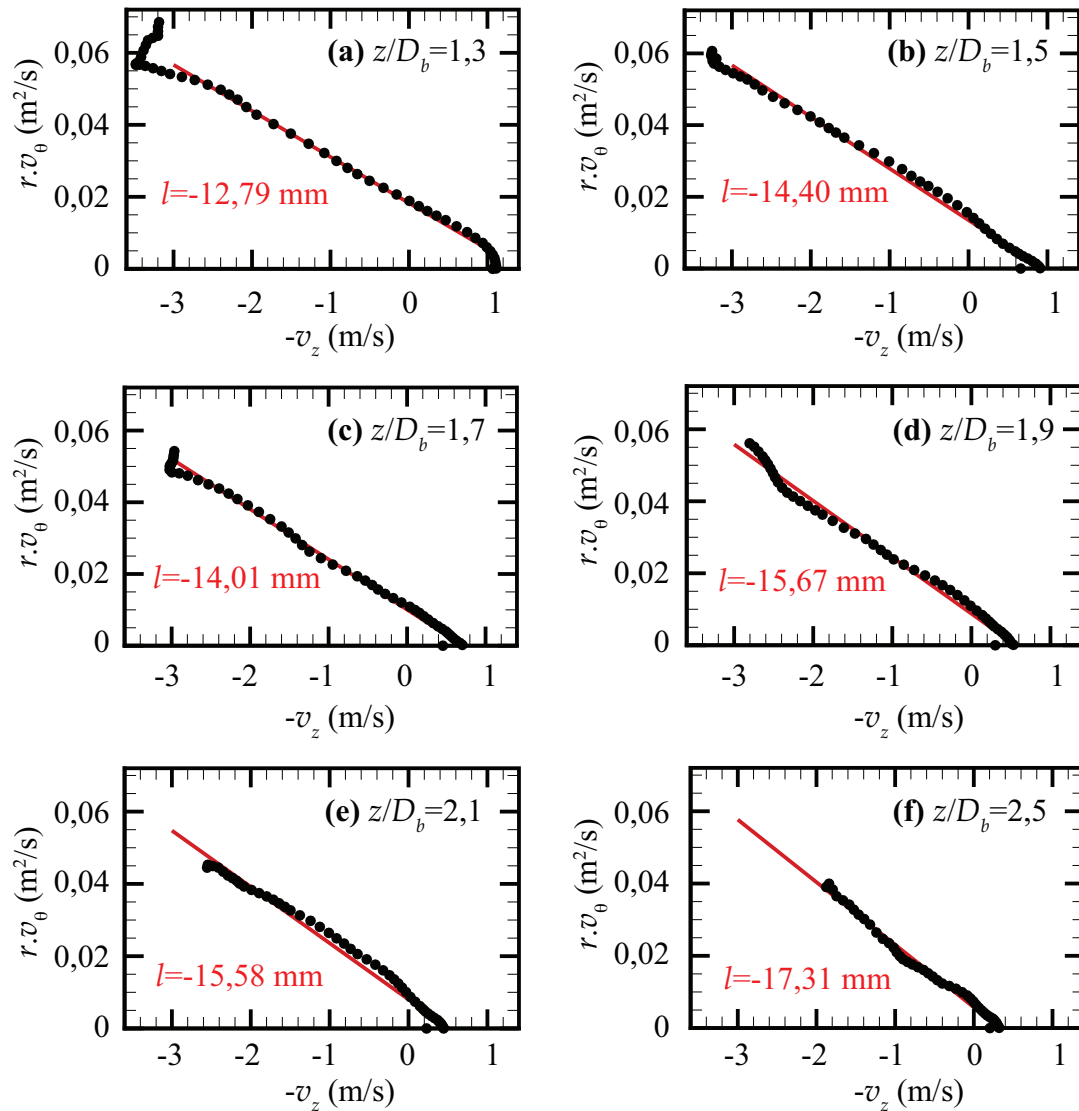 (a) z/D_b=1,3
0,06
0,04
0,02
0
r.v_θ (m²/s)
l=-12,79 mm
-3 -2 -1 0 1
-v_z (m/s)
(b) z/D_b=1,5
0,06
0,04
0,02
0
r.v_θ (m²/s)
l=-14,40 mm
-3 -2 -1 0 1
-v_z (m/s)
(c) z/D_b=1,7
0,06
0,04
0,02
0
r.v_θ (m²/s)
l=-14,01 mm
-3 -2 -1 0 1
-v_z (m/s)
(d) z/D_b=1,9
0,06
0,04
0,02
0
r.v_θ (m²/s)
l=-15,67 mm
-3 -2 -1 0 1
-v_z (m/s)
(e) z/D_b=2,1
0,06
0,04
0,02
0
r.v_θ (m²/s)
l=-15,58 mm
-3 -2 -1 0 1
-v_z (m/s)
(f) z/D_b=2,5
0,06
0,04
0,02
0
r.v_θ (m²/s)
l=-17,31 mm
-3 -2 -1 0 1
-v_z (m/s)